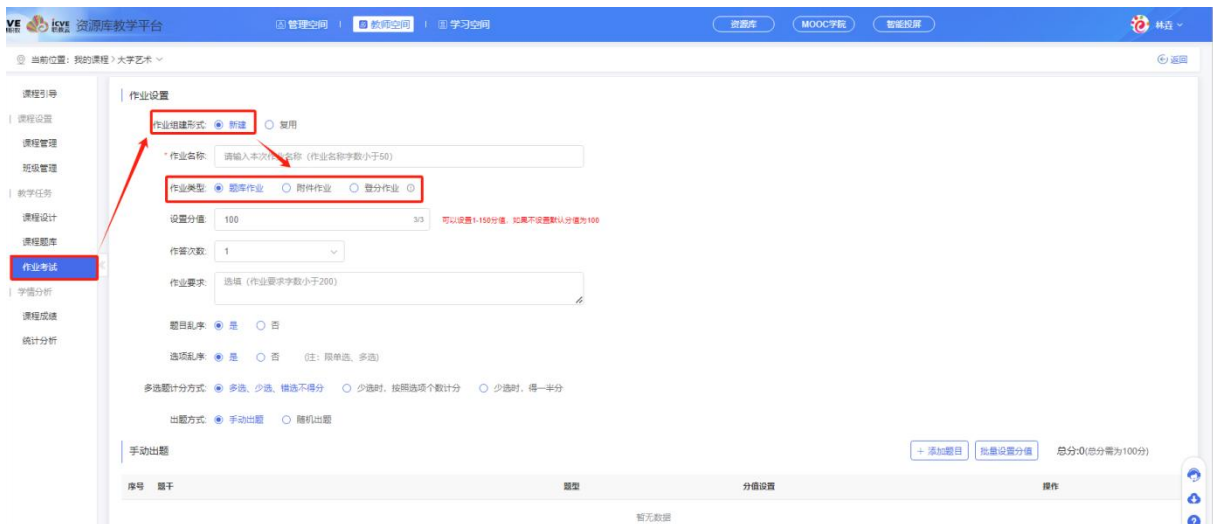 icve 资源库教学平台 管理空间 教师空间 学习空间 资源库 MOOC学院 智能投屏
当前位置：我的课程 > 大学艺术 返回
课程引导
课程设置
课程管理
班级管理
教学任务
课程设计
课程题库
作业考试
学情分析
课程成绩
统计分析
作业设置
作业组建形式: 新建 复用
*作业名称: 请输入本次作业名称（作业名称字数小于50）
作业类型: 题库作业 附件作业 登分作业
设置分值: 100 3/3 可以设置1-150分值，如果不设置默认分值为100
作答次数: 1
作业要求: 选填（作业要求字数小于200）
题目乱序: 是 否
选项乱序: 是 否 (注：限单选、多选)
多选题计分方式: 多选、少选、错选不得分 少选时，按照选项个数计分 少选时，得一半分
出题方式: 手动出题 随机出题
手动出题 + 添加题目 批量设置分值 总分:0(总分需为100分)
序号 题干 题型 分值设置 操作
暂无数据